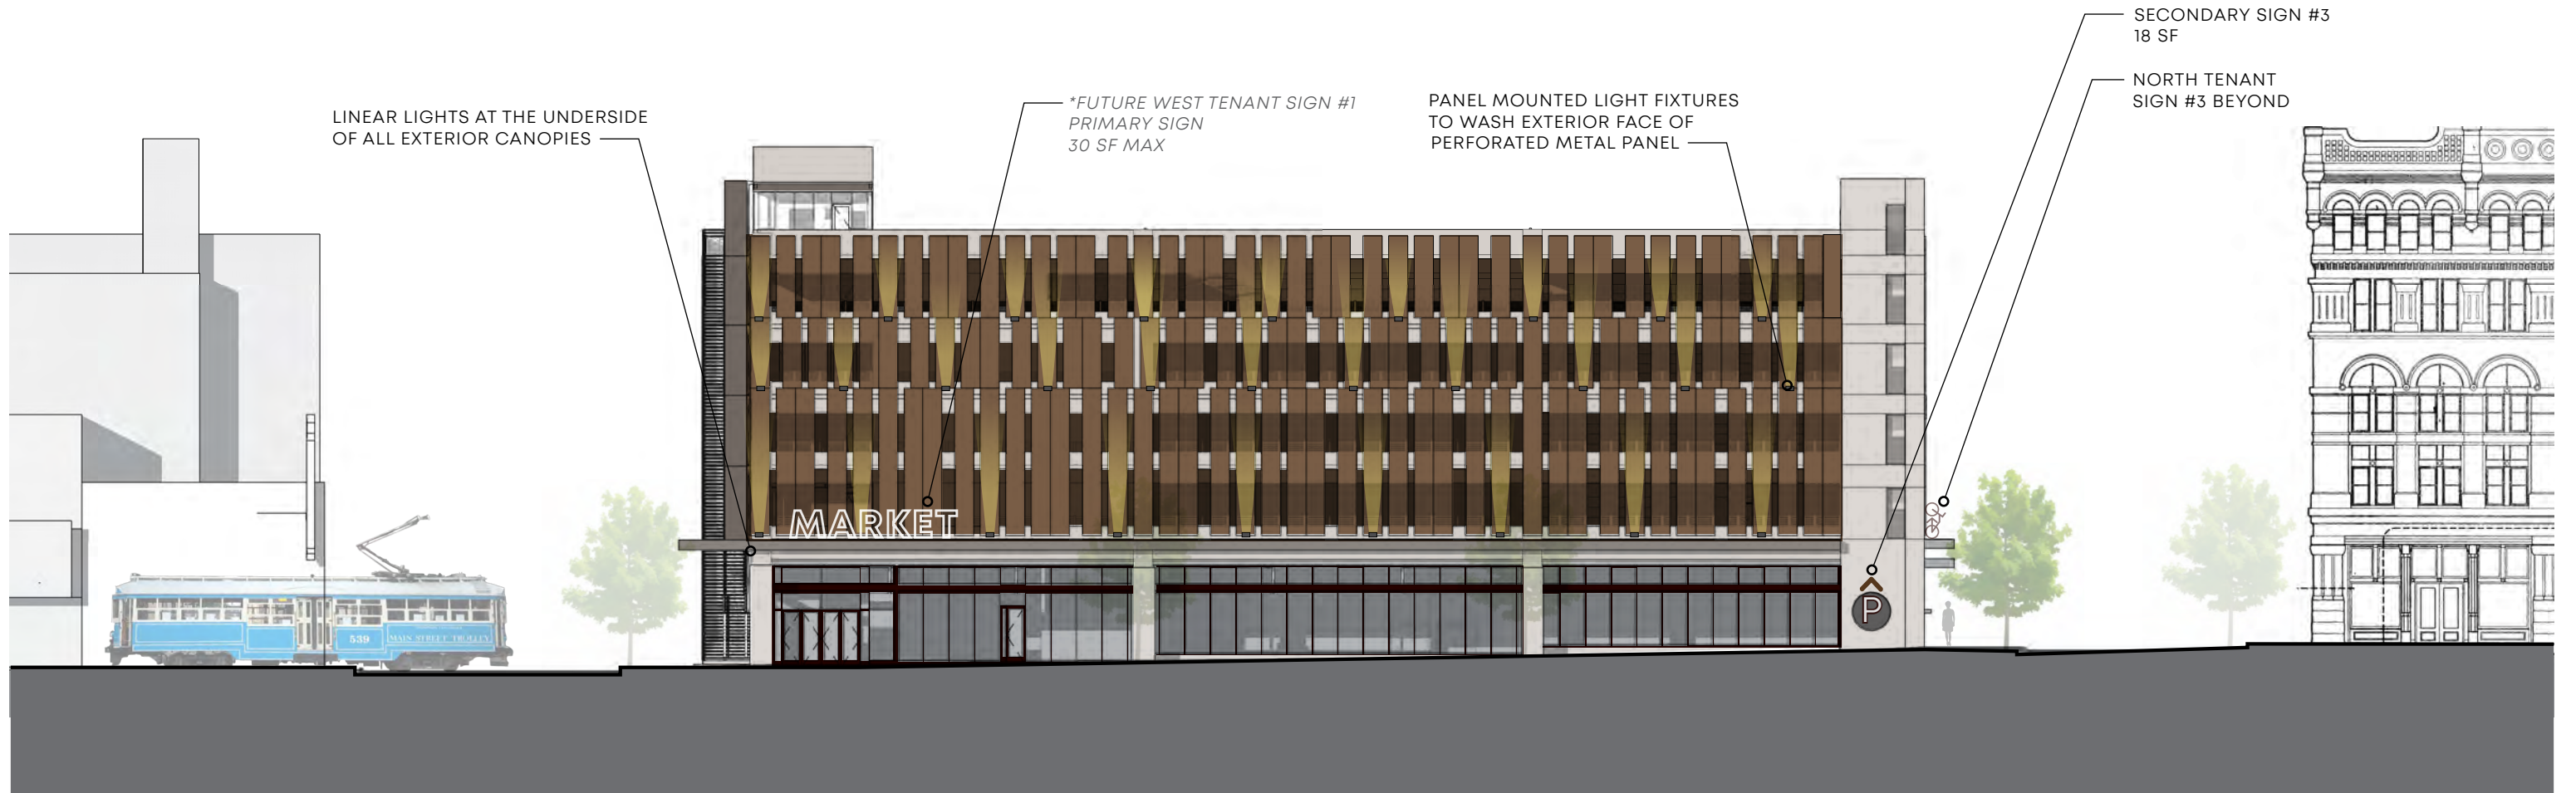 SECONDARY SIGN #3
18 SF
NORTH TENANT
SIGN #3 BEYOND
*FUTURE WEST TENANT SIGN #1
PRIMARY SIGN
30 SF MAX
PANEL MOUNTED LIGHT FIXTURES
TO WASH EXTERIOR FACE OF
PERFORATED METAL PANEL
LINEAR LIGHTS AT THE UNDERSIDE
OF ALL EXTERIOR CANOPIES
MARKET
P
539
MAIN STREET TROLLEY